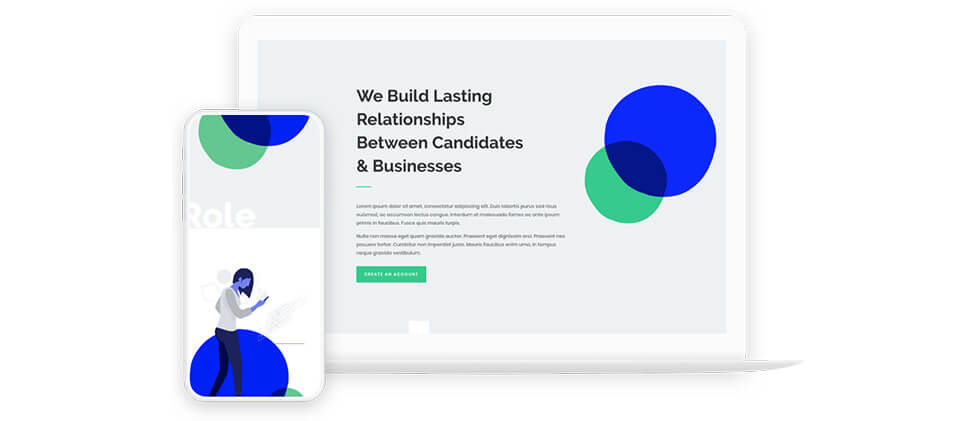 We Build Lasting
Relationships
Between Candidates
& Businesses
Lorem ipsum dolor sit amet, consectetur adipiscing elit. Duis lobortis purus sed risus
euismod, ac accumsan lectus congue. Interdum et malesuada fames ac ante ipsum
primis in faucibus. Fusce quis mauris turpis.
Nulla non massa eget quam gravida auctor. Praesent eget dignissim orci. Praesent nec
posuere tortor. Curabitur non imperdiet justo. Mauris faucibus enim urna, in tempus
neque gravida vestibulum.
CREATE AN ACCOUNT
Role